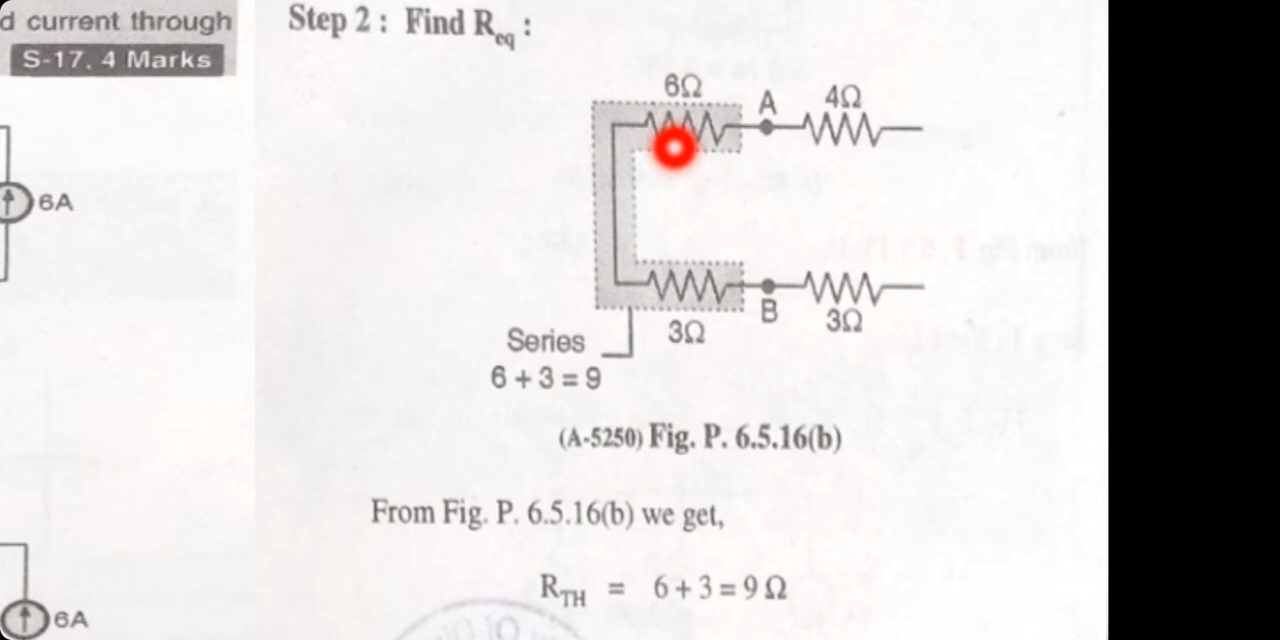 d current through
S-17, 4 Marks
6A
6A
Step 2 : Find Req :
6Ω
A
4Ω
3Ω
B
3Ω
Series
6 + 3 = 9
(A-5250) Fig. P. 6.5.16(b)
From Fig. P. 6.5.16(b) we get,
RTH = 6 + 3 = 9 Ω